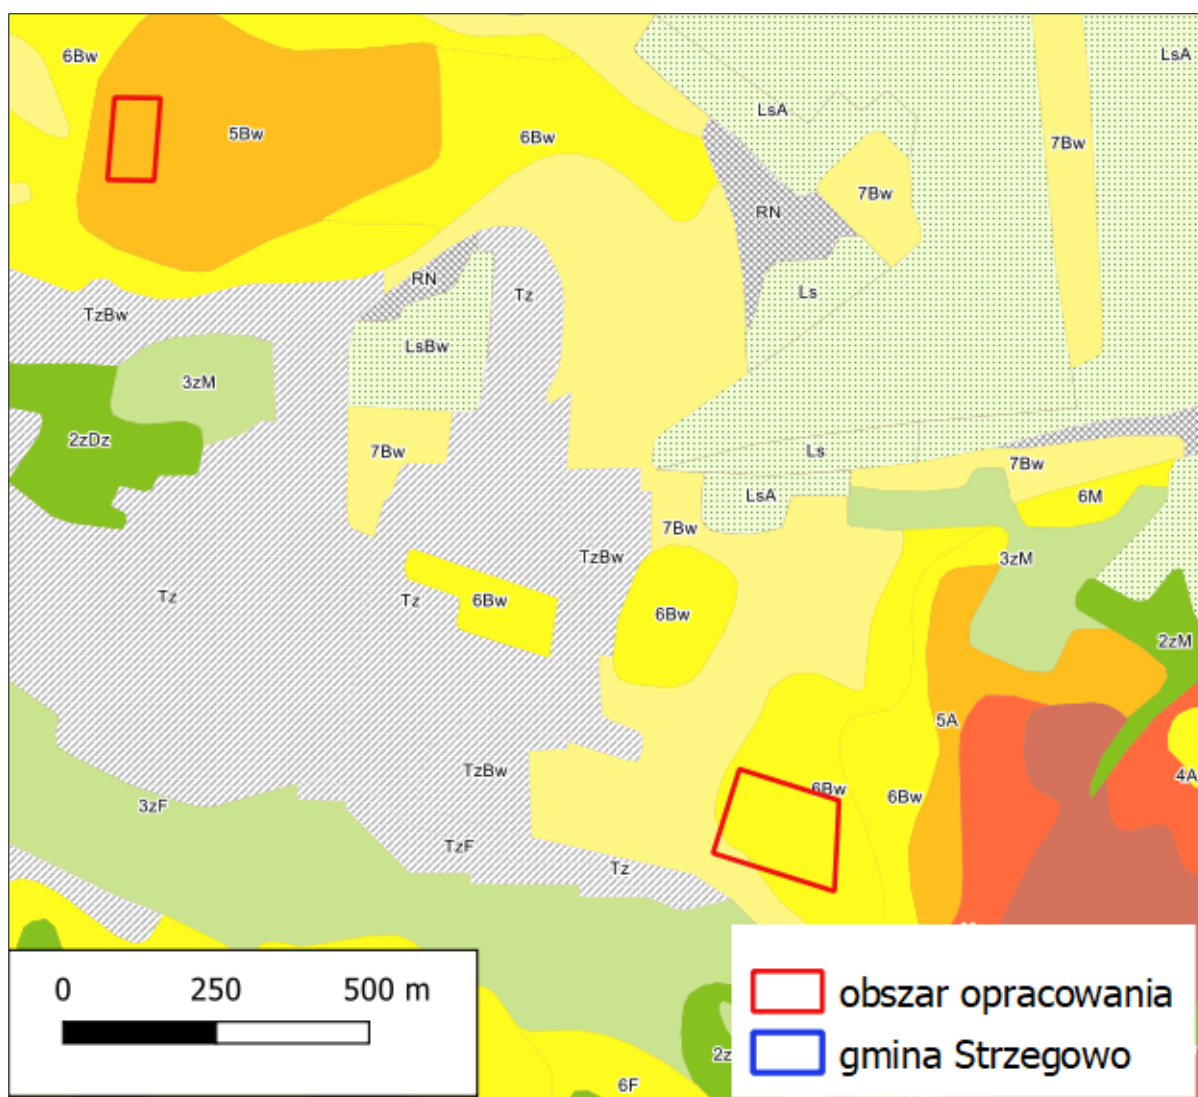 6Bw
LsA
LsA
5Bw
6Bw
7Bw
7Bw
RN
RN
Ls
Tz
TzBw
LsBw
3zM
2zDz
7Bw
Ls
7Bw
LsA
6M
7Bw
TzBw
3zM
Tz
Tz
6Bw
6Bw
2zM
5A
TzBw
4A
6Bw
6Bw
3zF
TzF
Tz
0 250 500 m
obszar opracowania
gmina Strzegowo
6F